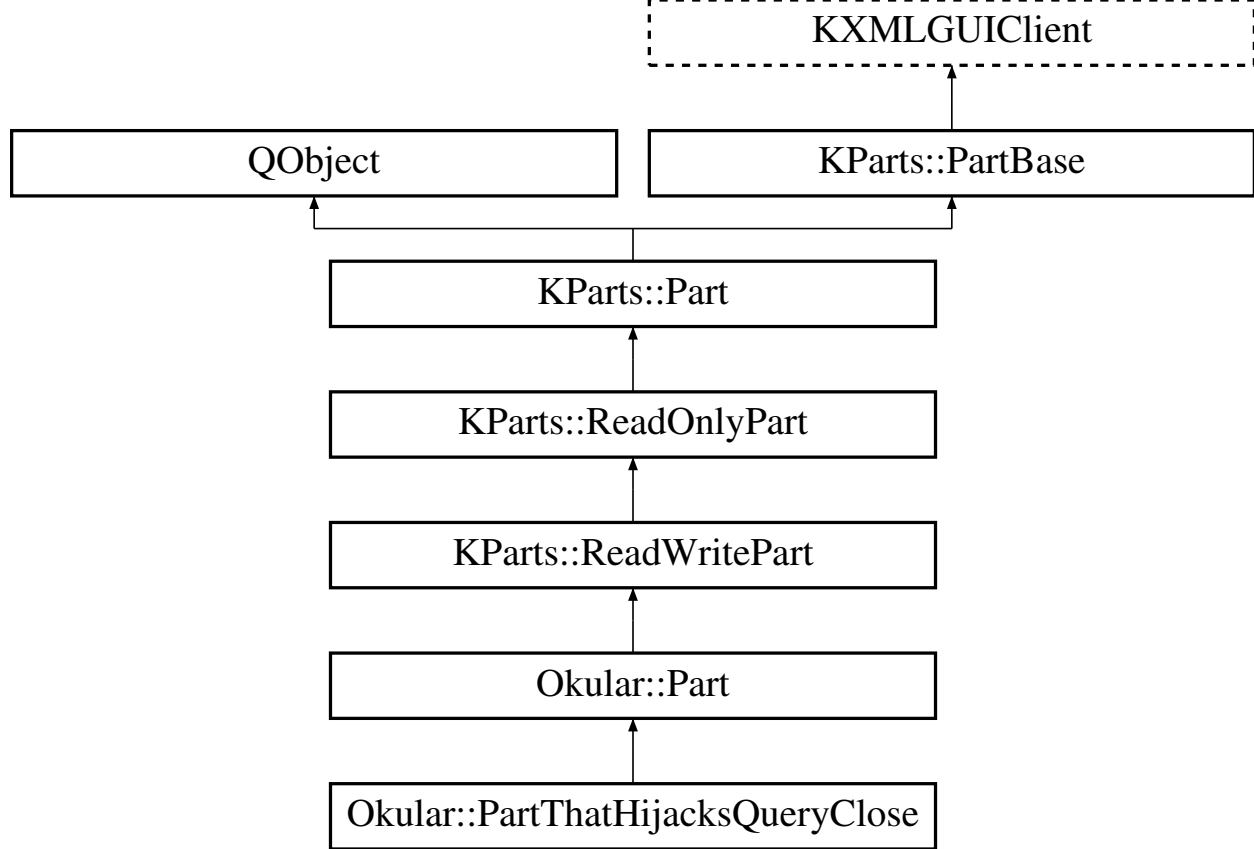 KXMLGUIClient
QObject
KParts::PartBase
KParts::Part
KParts::ReadOnlyPart
KParts::ReadWritePart
Okular::Part
Okular::PartThatHijacksQueryClose